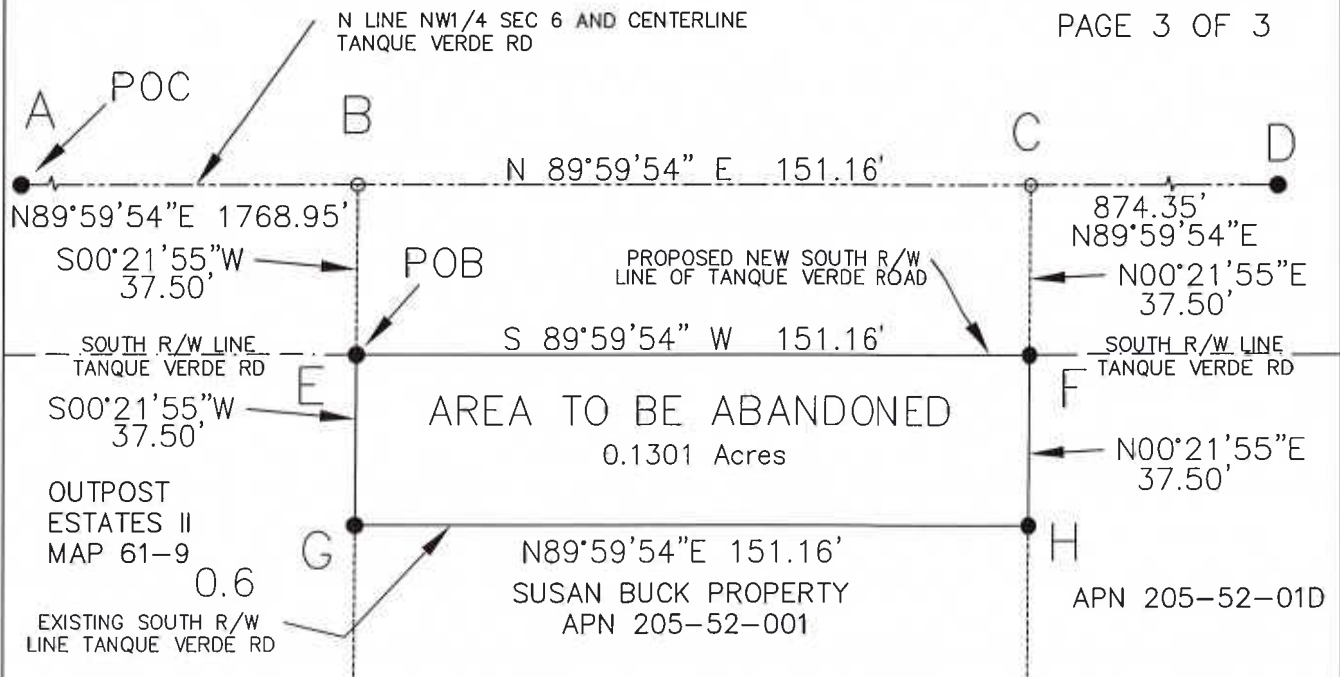 N LINE NW1/4 SEC 6 AND CENTERLINE
TANQUE VERDE RD
PAGE 3 OF 3
A
POC
B
C
D
N 89°59'54" E 151.16'
N89°59'54"E 1768.95'
874.35'
N89°59'54"E
S00°21'55"W
37.50'
POB
PROPOSED NEW SOUTH R/W
LINE OF TANQUE VERDE ROAD
N00°21'55"E
37.50'
SOUTH R/W LINE
TANQUE VERDE RD
S 89°59'54" W 151.16'
SOUTH R/W LINE
TANQUE VERDE RD
E
F
S00°21'55"W
37.50'
AREA TO BE ABANDONED
0.1301 Acres
N00°21'55"E
37.50'
OUTPOST
ESTATES II
MAP 61-9
G
H
N89°59'54"E 151.16'
0.6
SUSAN BUCK PROPERTY
APN 205-52-001
APN 205-52-01D
EXISTING SOUTH R/W
LINE TANQUE VERDE RD